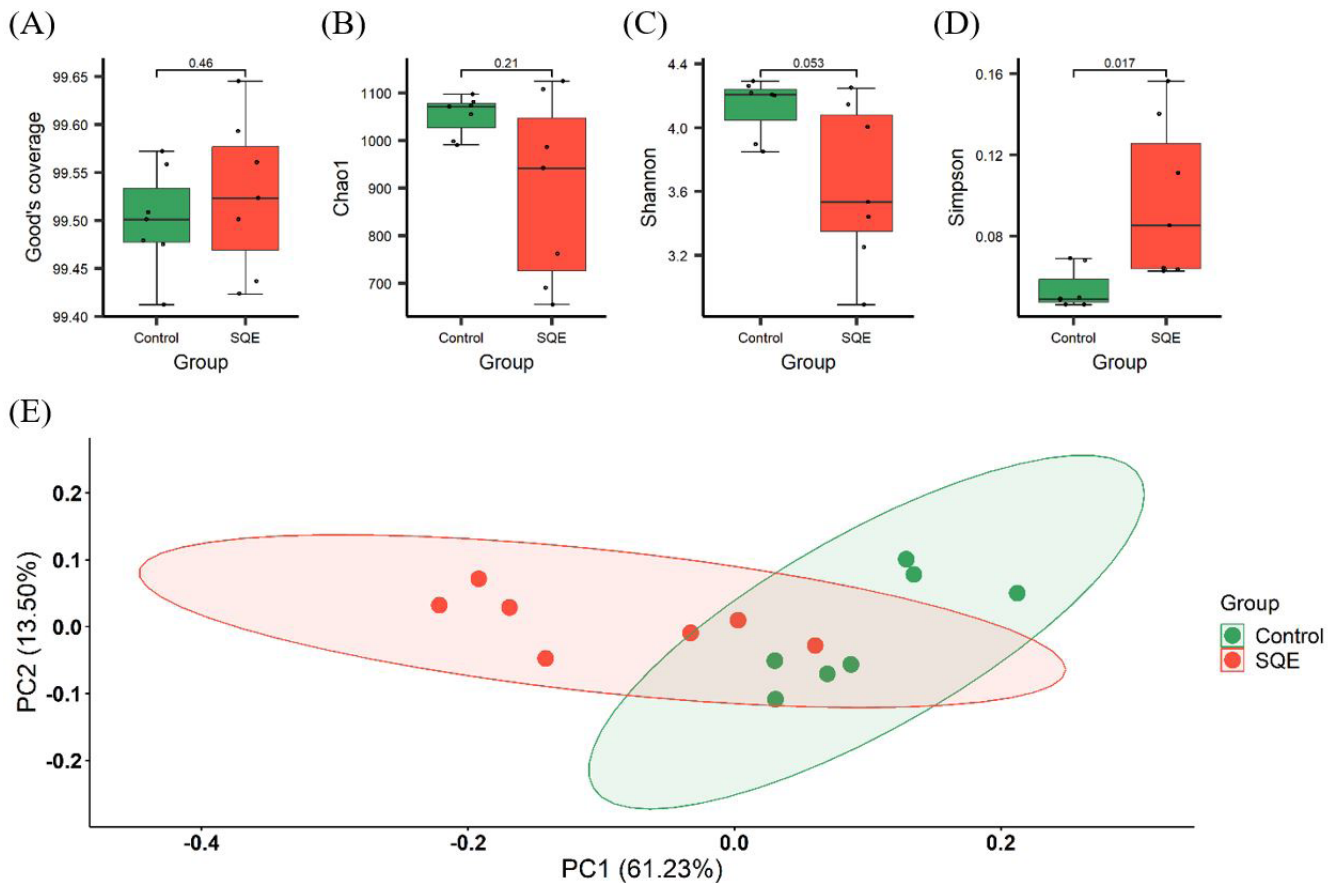 (A)
(B)
(C)
(D)
0.46
0.21
0.053
0.017
Good's coverage
99.65
99.60
99.55
99.50
99.45
99.40
Control
SQE
Group
Chao1
1100
1000
900
800
700
Control
SQE
Group
Shannon
4.4
4.0
3.6
3.2
Control
SQE
Group
Simpson
0.16
0.12
0.08
Control
SQE
Group
(E)
PC2 (13.50%)
0.2
0.1
0.0
-0.1
-0.2
-0.4
-0.2
0.0
0.2
PC1 (61.23%)
Group
Control
SQE